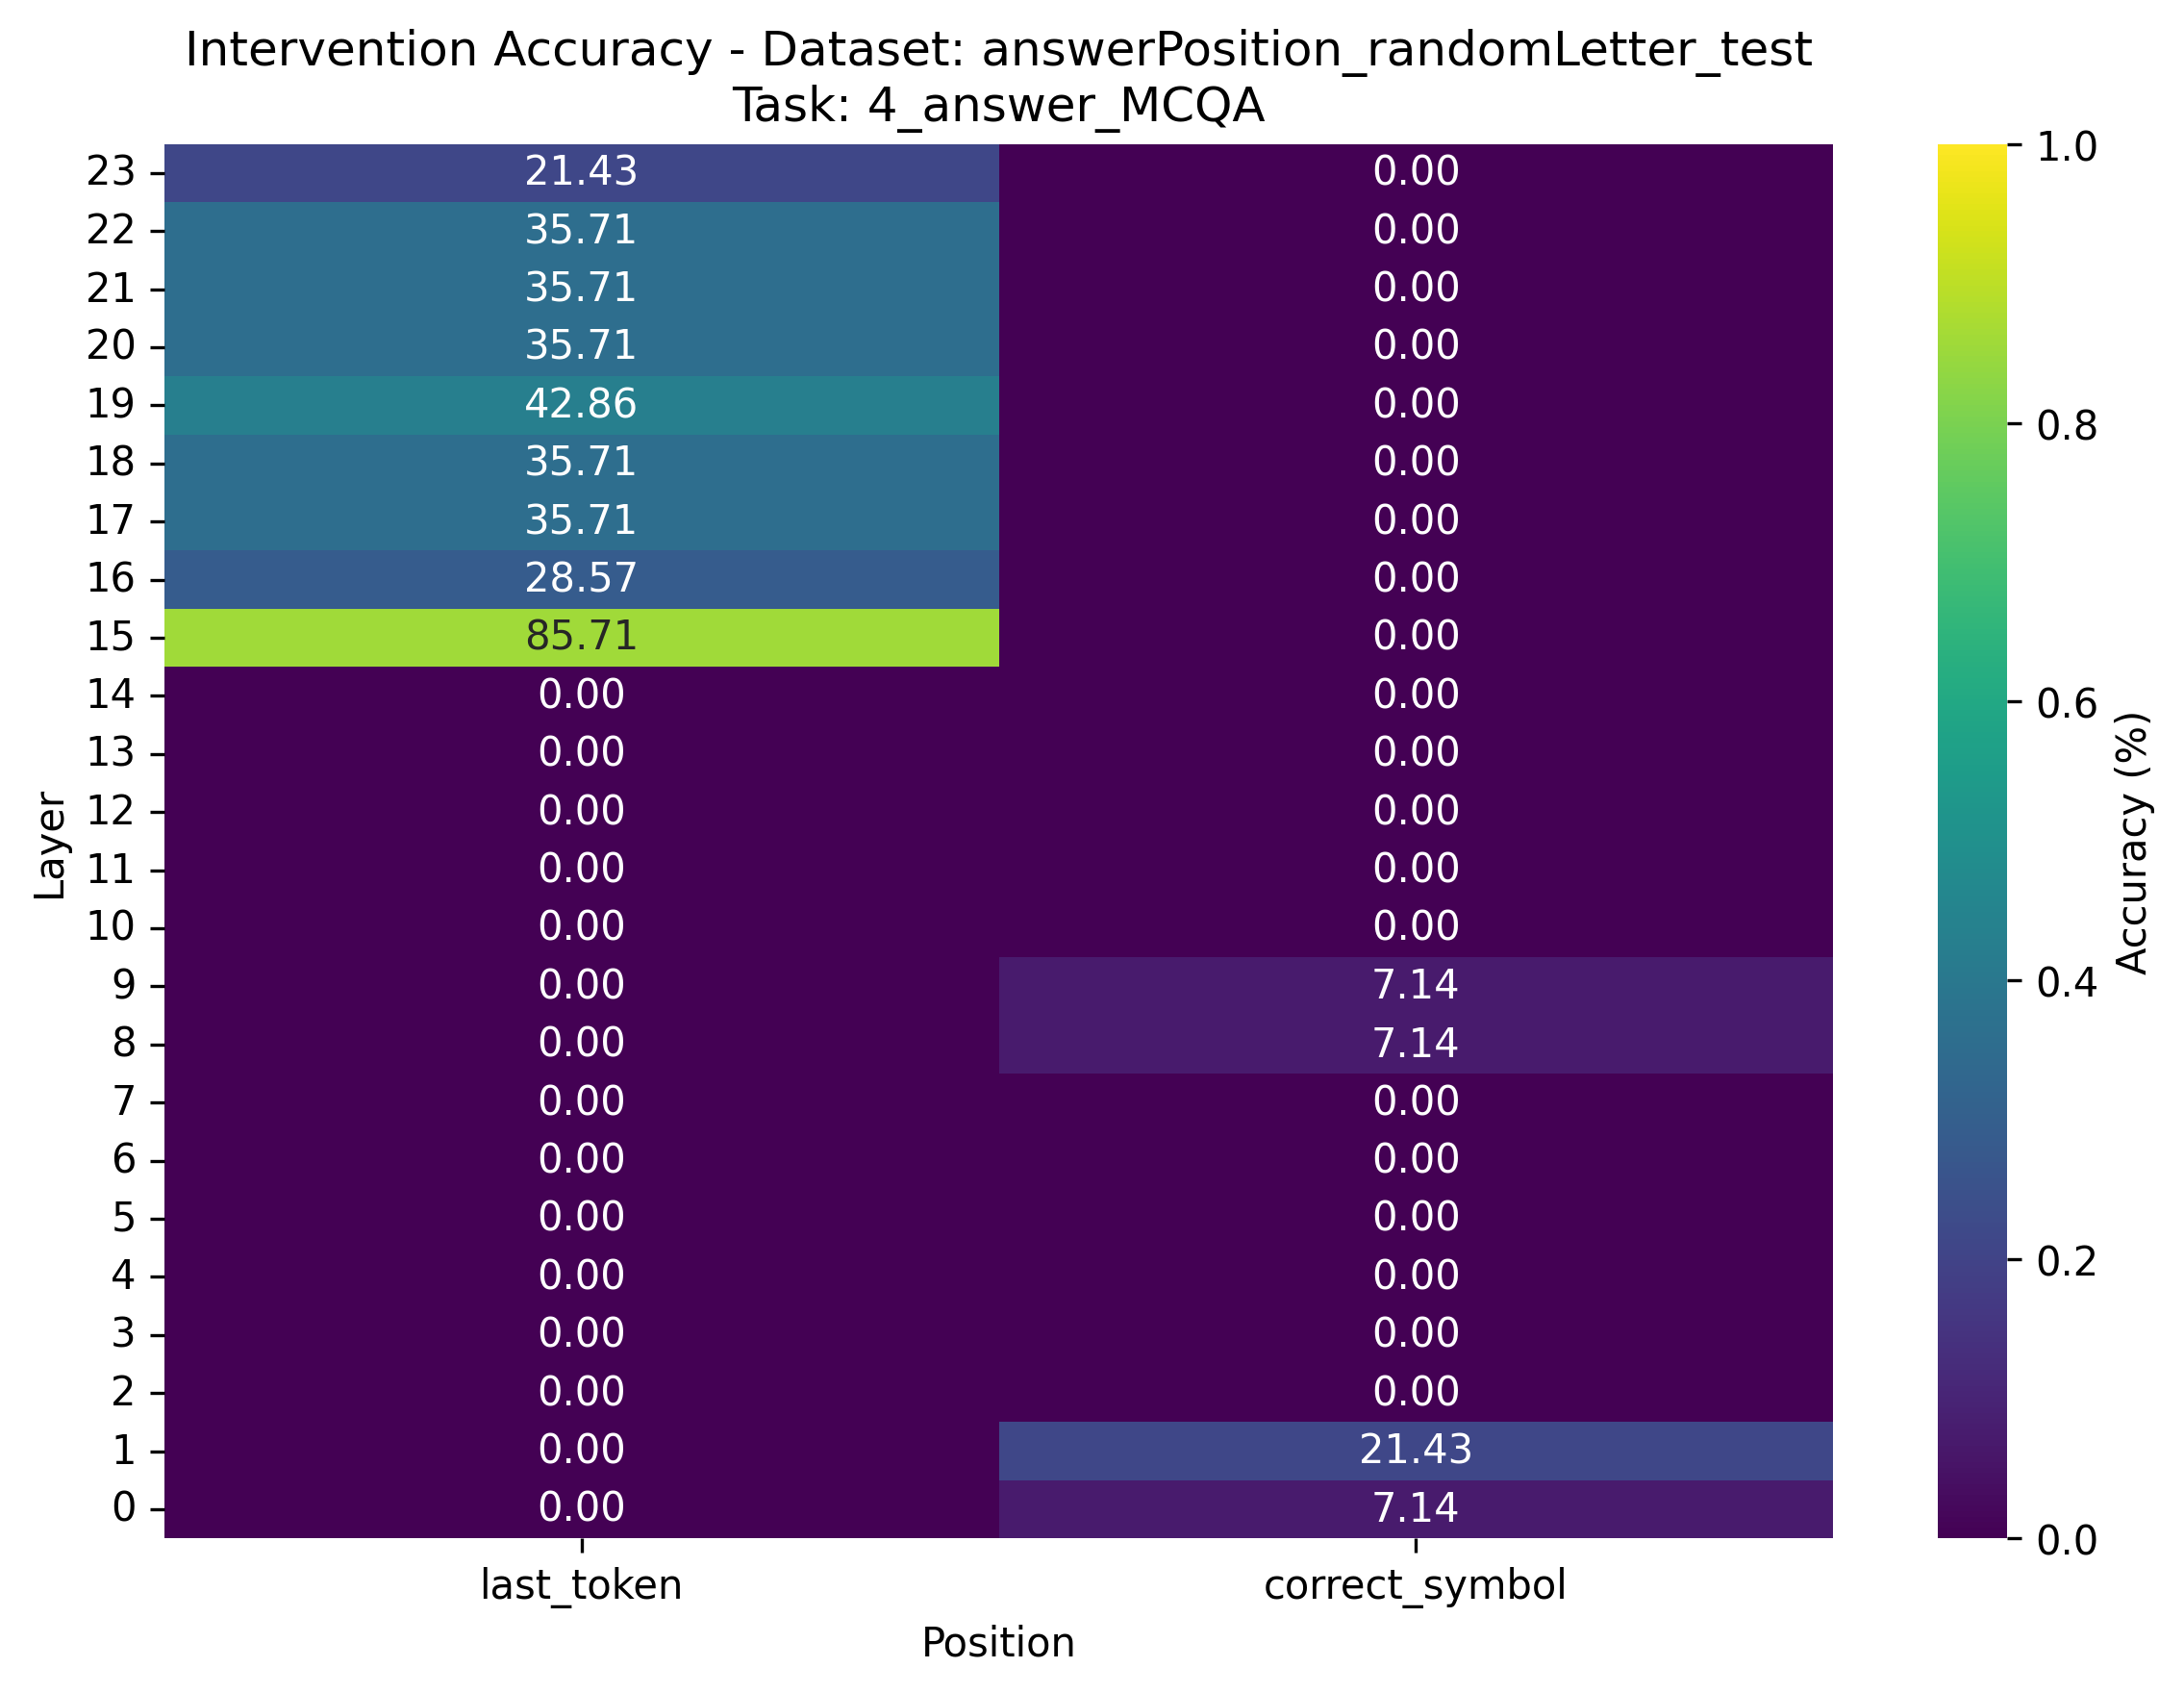 Intervention Accuracy - Dataset: answerPosition_randomLetter_test
Task: 4_answer_MCQA
23 21.43 0.00
22 35.71 0.00
21 35.71 0.00
20 35.71 0.00
19 42.86 0.00
18 35.71 0.00
17 35.71 0.00
16 28.57 0.00
15 85.71 0.00
14 0.00 0.00
13 0.00 0.00
12 0.00 0.00
11 0.00 0.00
10 0.00 0.00
9 0.00 7.14
8 0.00 7.14
7 0.00 0.00
6 0.00 0.00
5 0.00 0.00
4 0.00 0.00
3 0.00 0.00
2 0.00 0.00
1 0.00 21.43
0 0.00 7.14
last_token correct_symbol
Position
Layer
1.0
0.8
0.6
0.4
0.2
0.0
Accuracy (%)